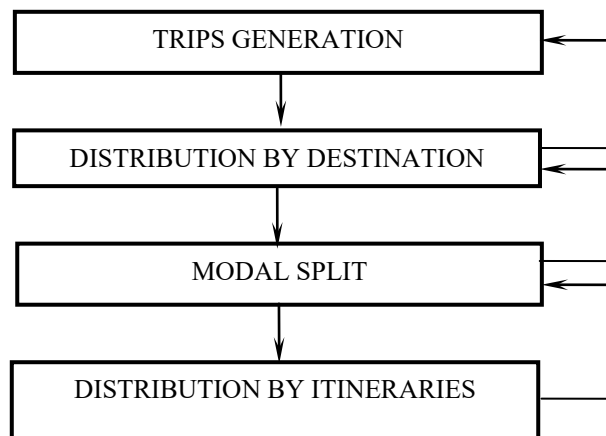 TRIPS GENERATION
DISTRIBUTION BY DESTINATION
MODAL SPLIT
DISTRIBUTION BY ITINERARIES